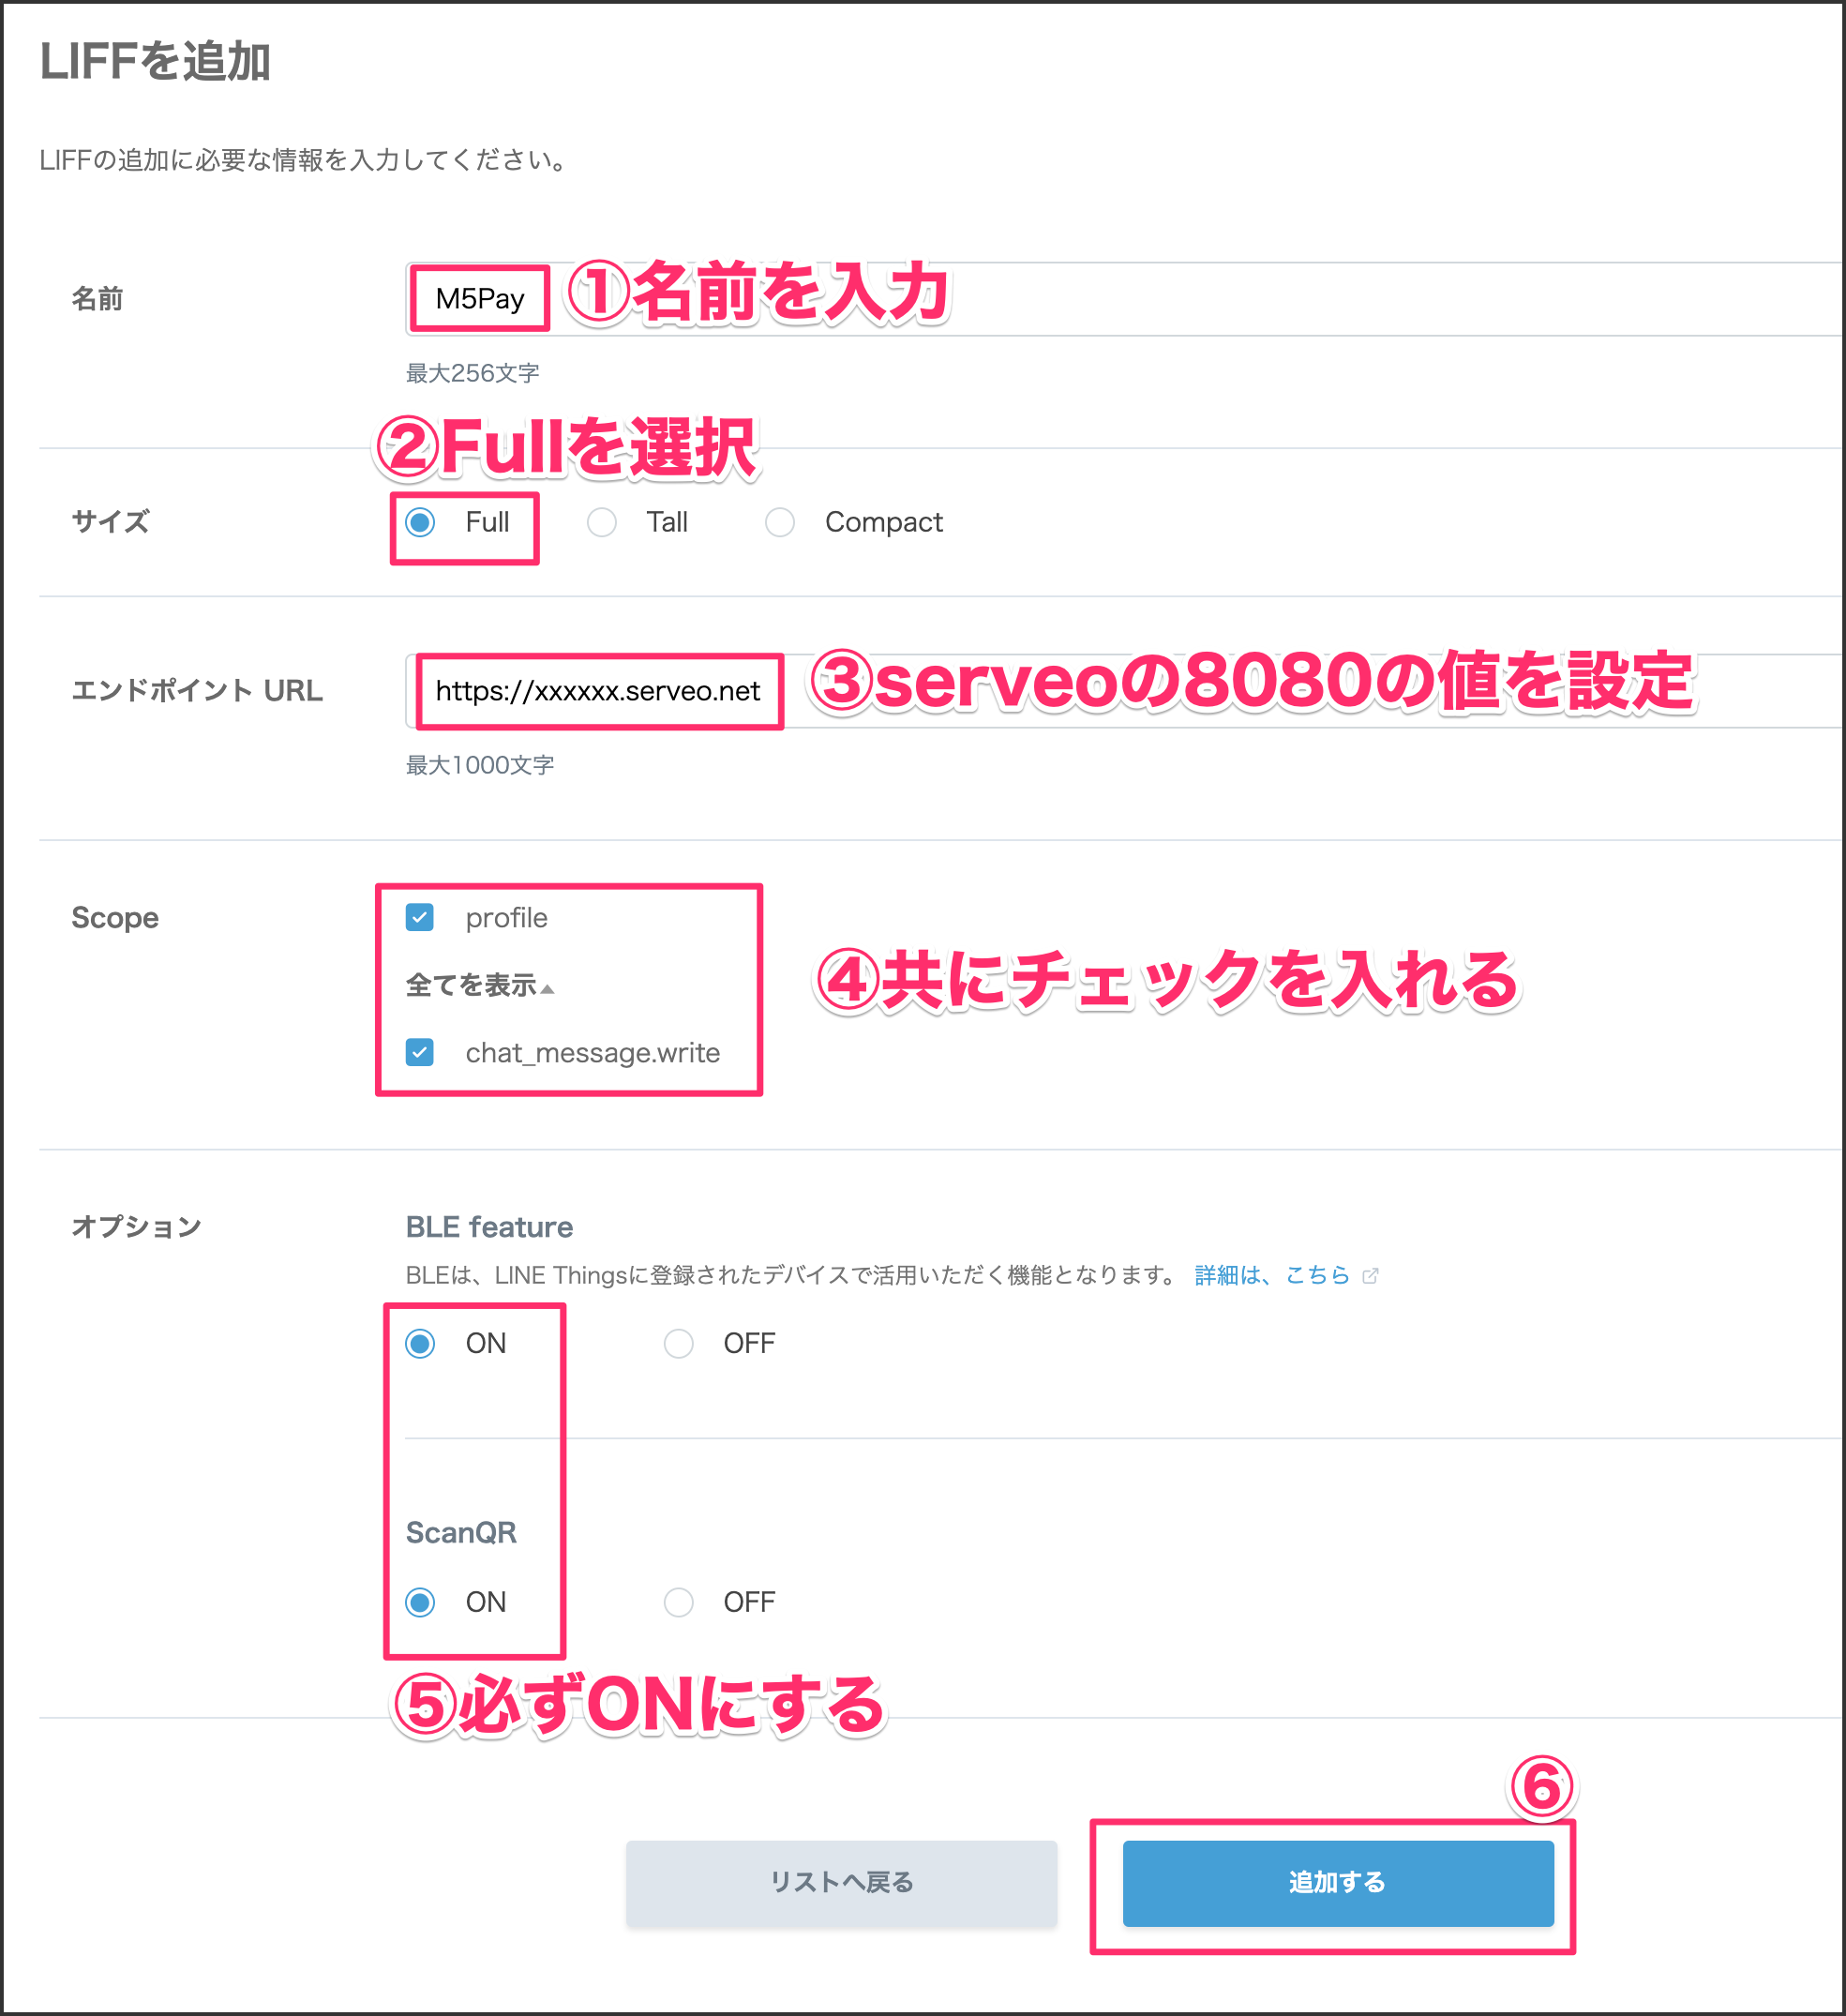 LIFFを追加
LIFFの追加に必要な情報を入力してください。
名前
M5Pay
①名前を入力
最大256文字
②Fullを選択
サイズ
Full
Tall
Compact
エンドポイント URL
https://xxxxxx.serveo.net
③serveoの8080の値を設定
最大1000文字
Scope
profile
全てを表示▲
④共にチェックを入れる
chat_message.write
オプション
BLE feature
BLEは、LINE Thingsに登録されたデバイスで活用いただく機能となります。 詳細は、こちら
ON
OFF
ScanQR
ON
OFF
⑤必ずONにする
⑥
リストへ戻る
追加する